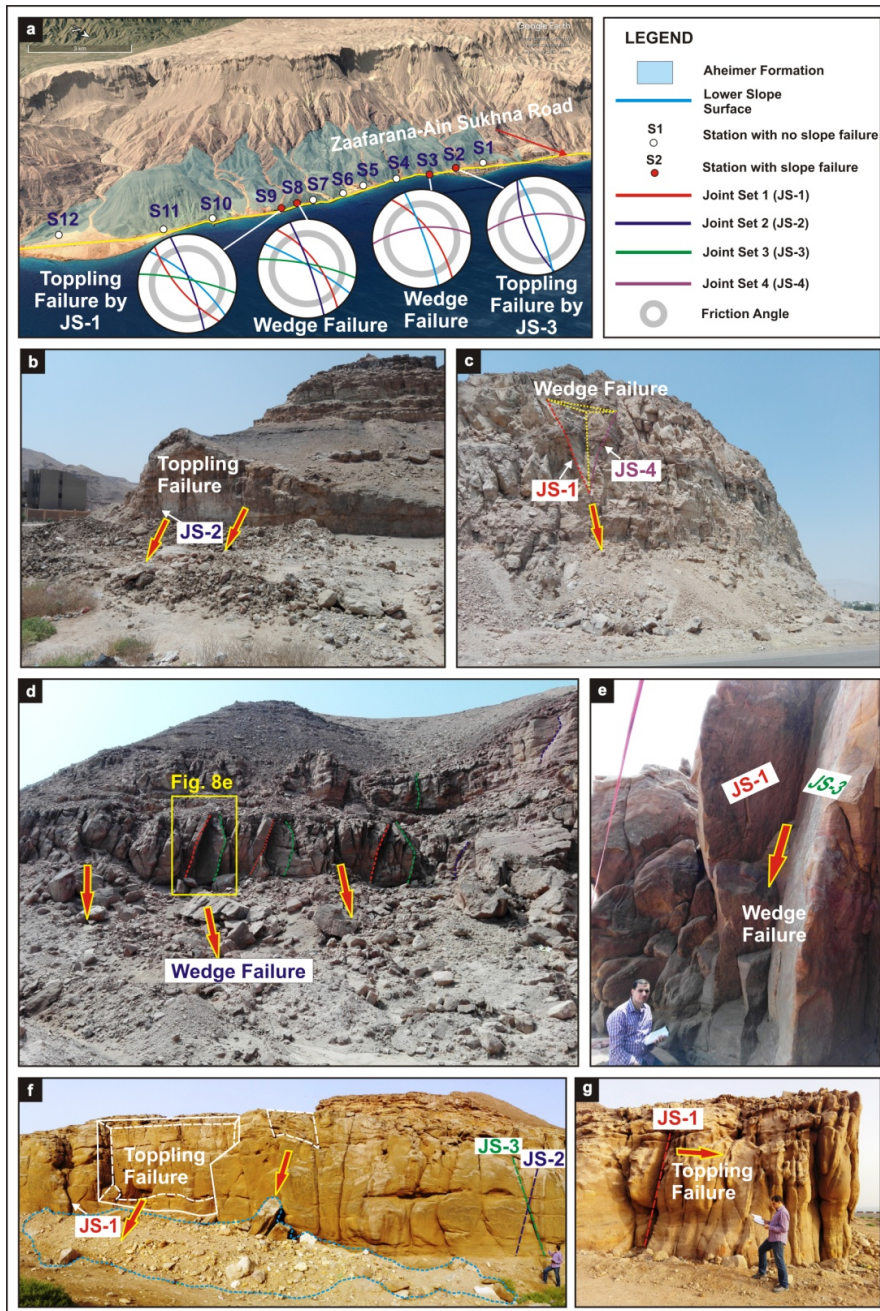 a
Google Earth
3 km
Zaafarana-Ain Sukhna Road
S1
S2
S3
S4
S5
S6
S7
S8
S9
S10
S11
S12
Toppling
Failure by
JS-1
Wedge Failure
Wedge
Failure
Toppling
Failure by
JS-3
LEGEND
Aheimer Formation
Lower Slope
Surface
S1 Station with no slope failure
S2 Station with slope failure
Joint Set 1 (JS-1)
Joint Set 2 (JS-2)
Joint Set 3 (JS-3)
Joint Set 4 (JS-4)
Friction Angle
b
Toppling
Failure
JS-2
c
Wedge Failure
JS-1
JS-4
d
Fig. 8e
Wedge Failure
e
JS-1
JS-3
Wedge
Failure
f
Toppling
Failure
JS-1
JS-3
JS-2
g
JS-1
Toppling
Failure